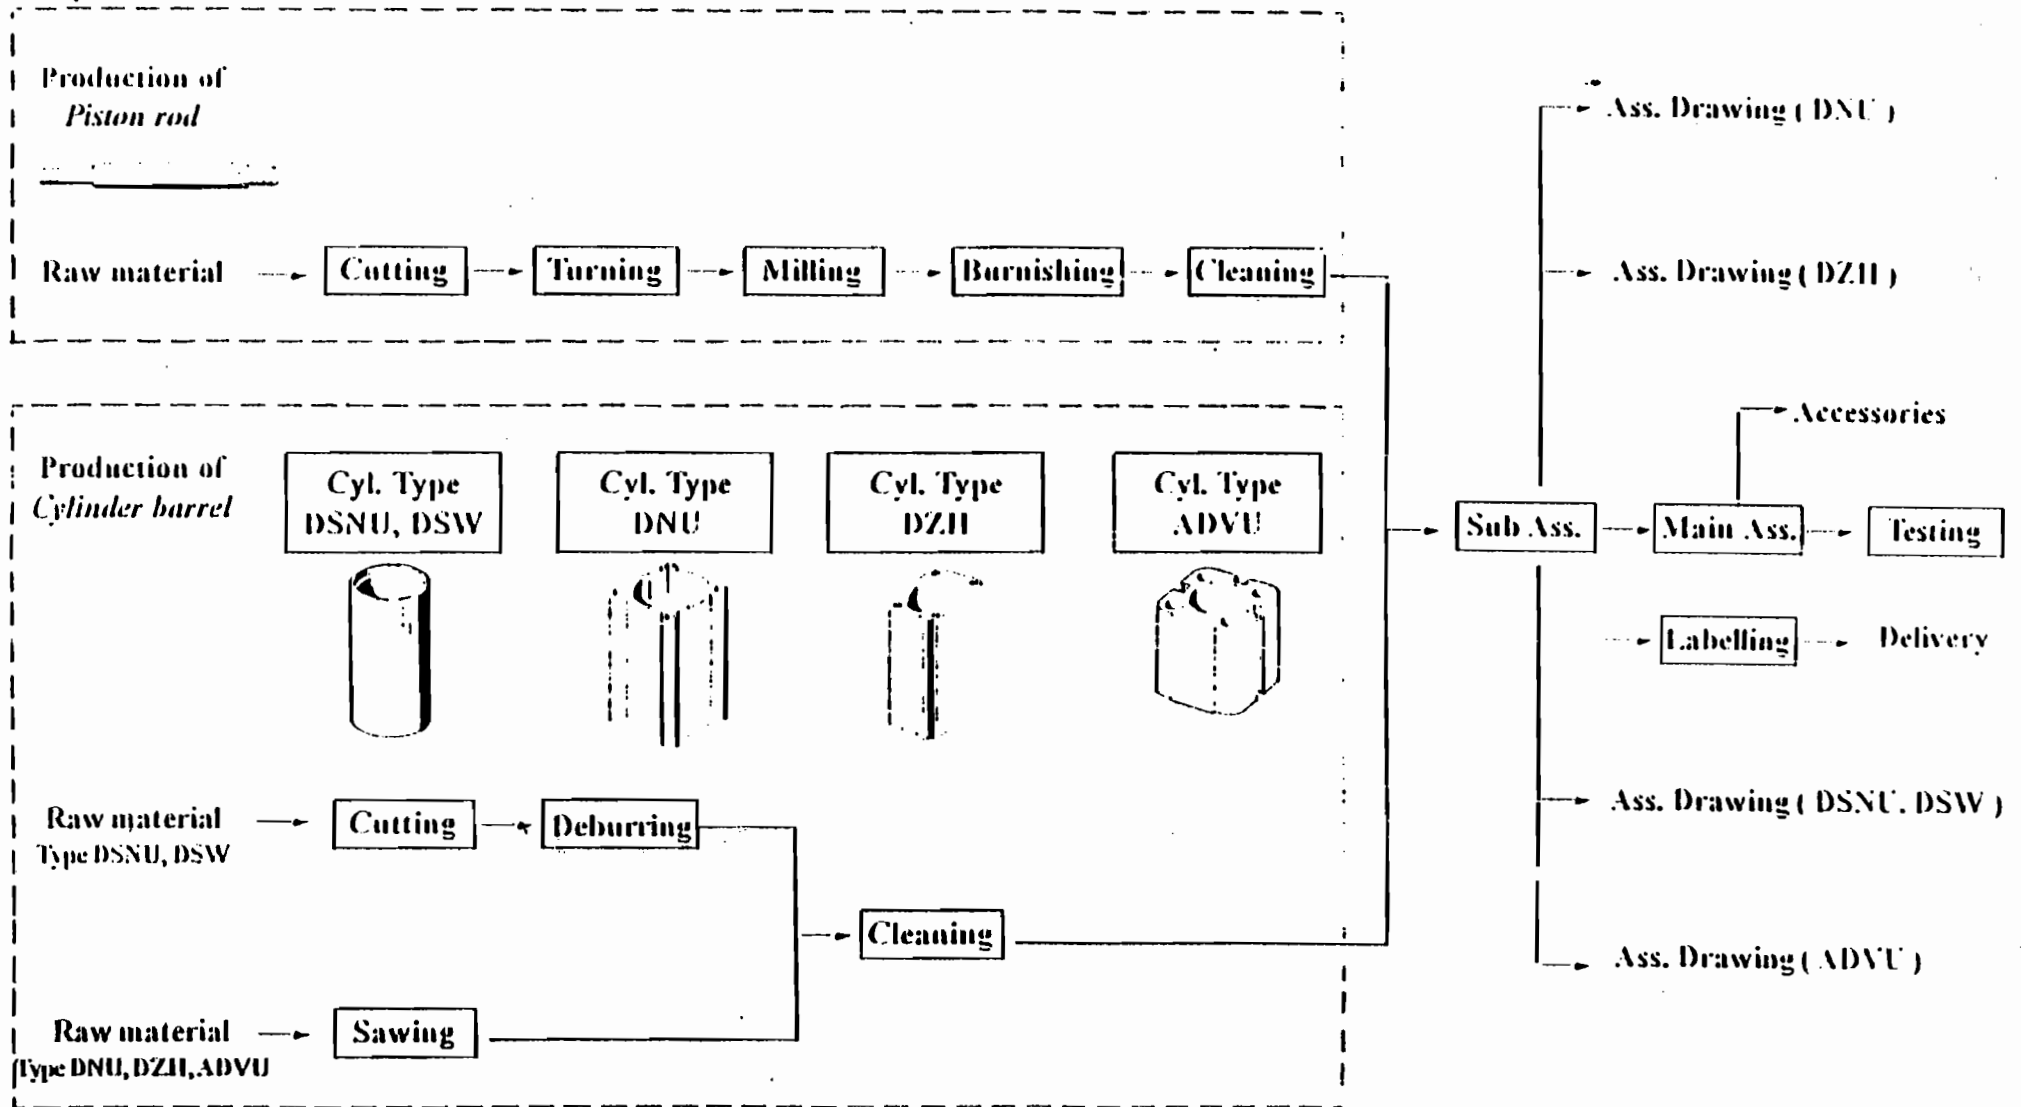 Production of
Piston rod
Raw material
Cutting
Turning
Milling
Burnishing
Cleaning
Production of
Cylinder barrel
Cyl. Type
DSNU, DSW
Cyl. Type
DNU
Cyl. Type
DZH
Cyl. Type
ADVU
Raw material
Type DSNU, DSW
Cutting
Deburring
Cleaning
Raw material
(Type DNU, DZH, ADVU
Sawing
Ass. Drawing ( DNU )
Ass. Drawing ( DZH )
Accessories
Sub Ass.
Main Ass.
Testing
Labelling
Delivery
Ass. Drawing ( DSNU. DSW )
Ass. Drawing ( ADVU )